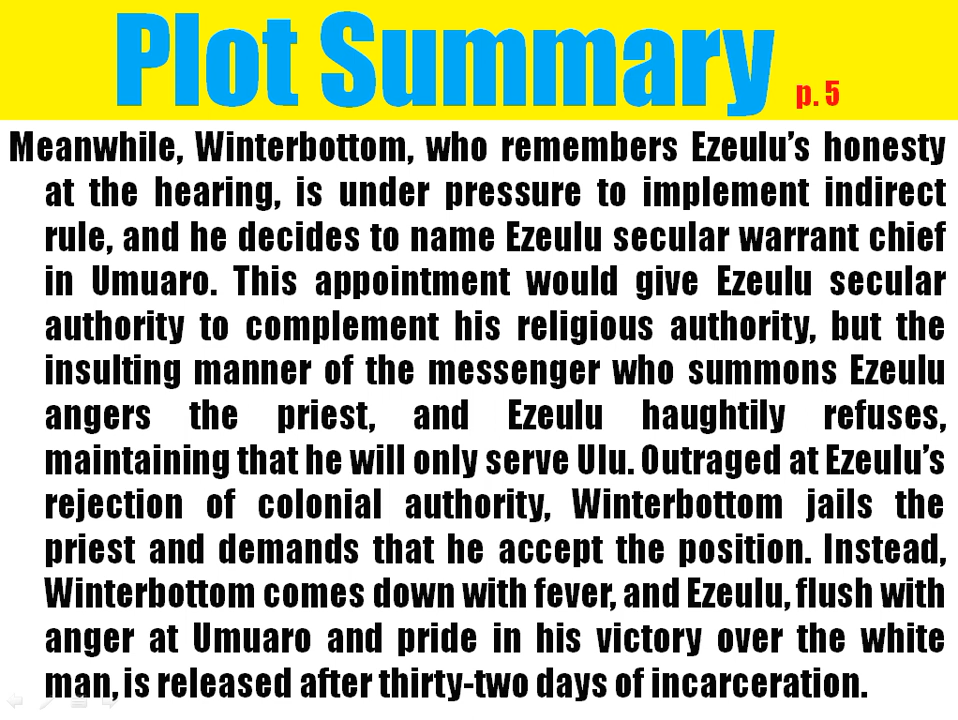 Plot Summary p. 5
Meanwhile, Winterbottom, who remembers Ezeulu’s honesty
at the hearing, is under pressure to implement indirect
rule, and he decides to name Ezeulu secular warrant chief
in Umuaro. This appointment would give Ezeulu secular
authority to complement his religious authority, but the
insulting manner of the messenger who summons Ezeulu
angers the priest, and Ezeulu haughtily refuses,
maintaining that he will only serve Ulu. Outraged at Ezeulu’s
rejection of colonial authority, Winterbottom jails the
priest and demands that he accept the position. Instead,
Winterbottom comes down with fever, and Ezeulu, flush with
anger at Umuaro and pride in his victory over the white
man, is released after thirty-two days of incarceration.